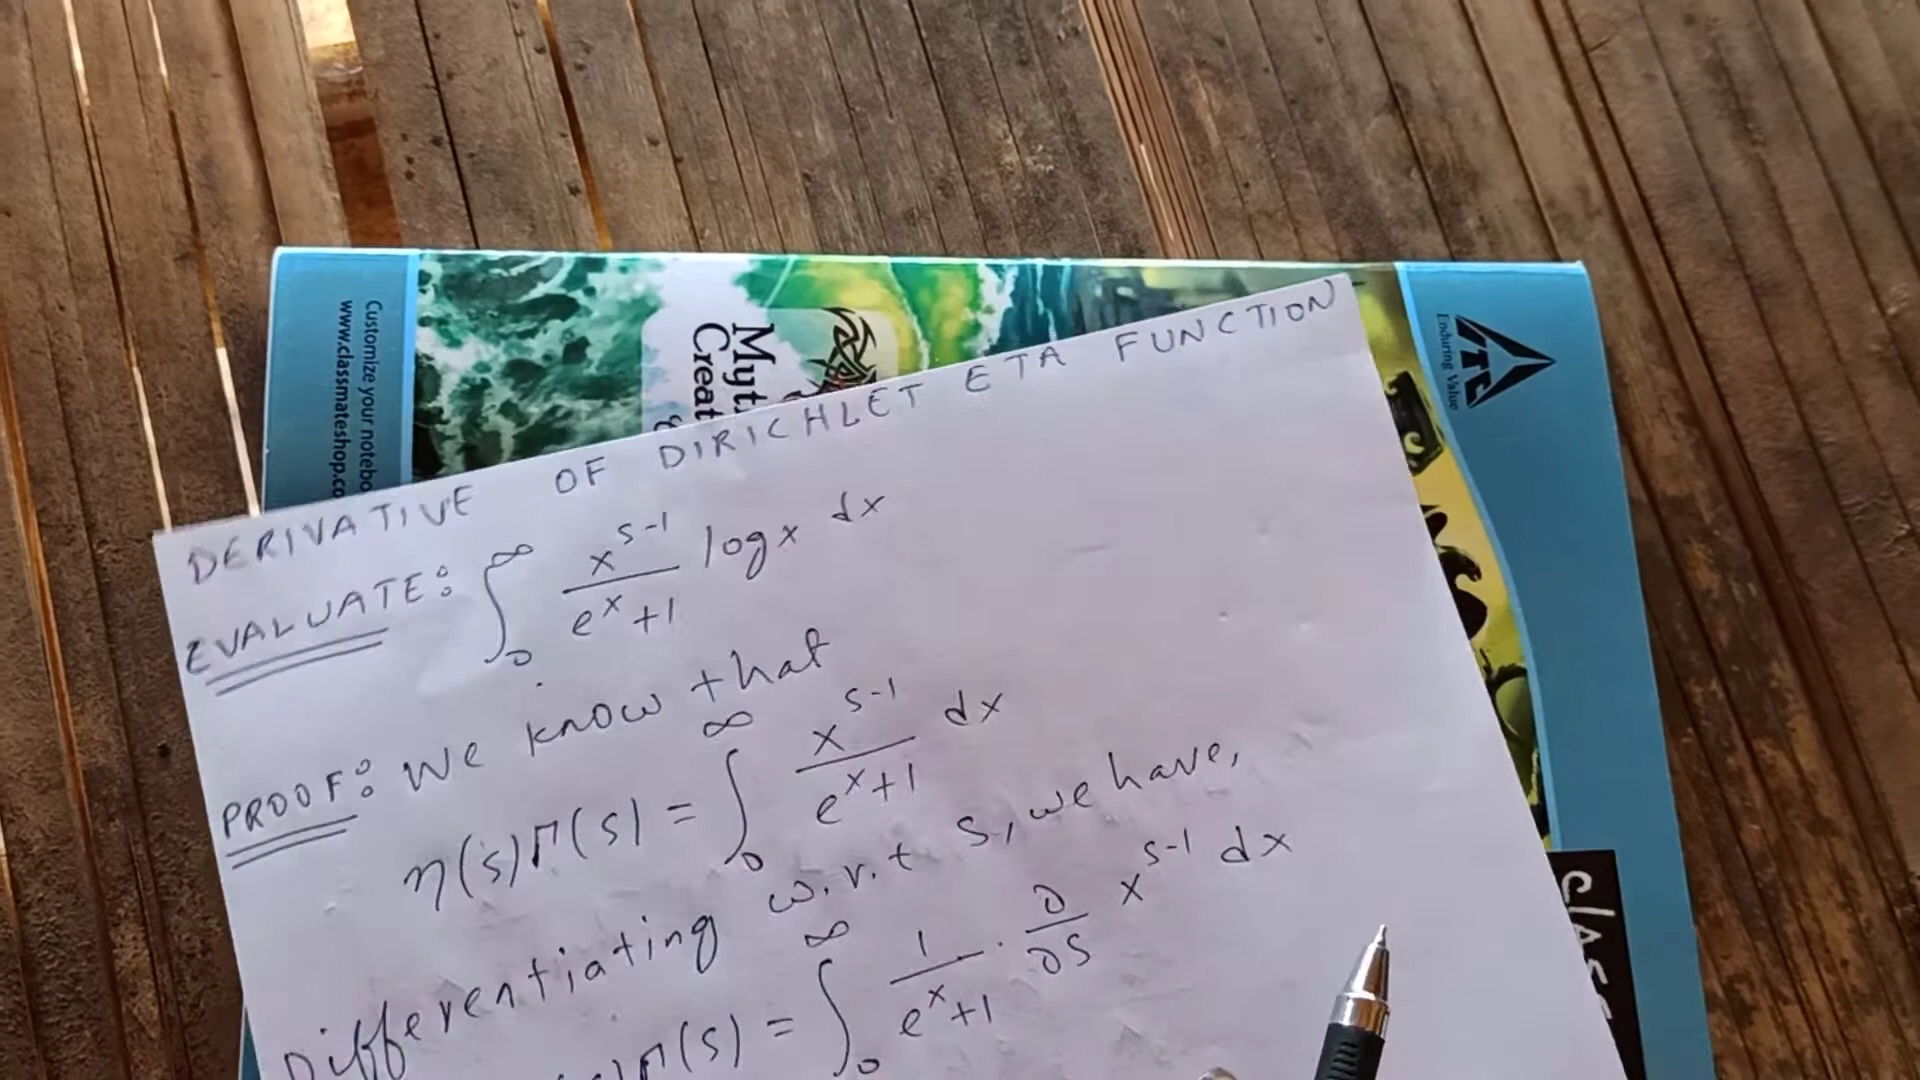 Customize your notebo
www.classmateshop.co
Myt
Creat
ITC
Enduring Value
DERIVATIVE OF DIRICHLET ETA FUNCTION
EVALUATE: ∫₀^∞ x^(s-1)/(e^x+1) log x dx
PROOF: We know that
η(s)Γ(s) = ∫₀^∞ x^(s-1)/(e^x+1) dx
Differentiating w.r.t s, we have,
)Γ(s) = ∫₀^∞ 1/(e^x+1) · ∂/∂s x^(s-1) dx